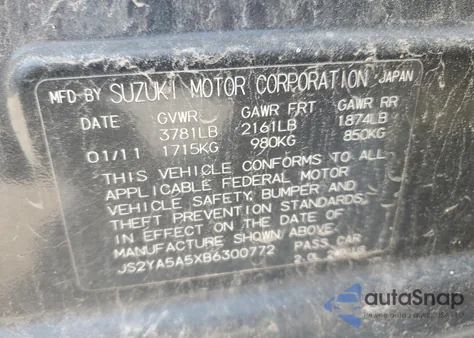 MFD·BY SUZUKI MOTOR CORPORATION JAPAN
DATE GVWR GAWR FRT GAWR RR
3781LB 2161LB 1874LB
01/11 1715KG 980KG 850KG
THIS VEHICLE CONFORMS TO ALL
APPLICABLE FEDERAL MOTOR
VEHICLE SAFETY, BUMPER AND
THEFT PREVENTION STANDARDS
IN EFFECT ON THE DATE OF
MANUFACTURE SHOWN ABOVE.
JS2YA5A5XB6300772 PASS CAR
2.0L
autoSnap